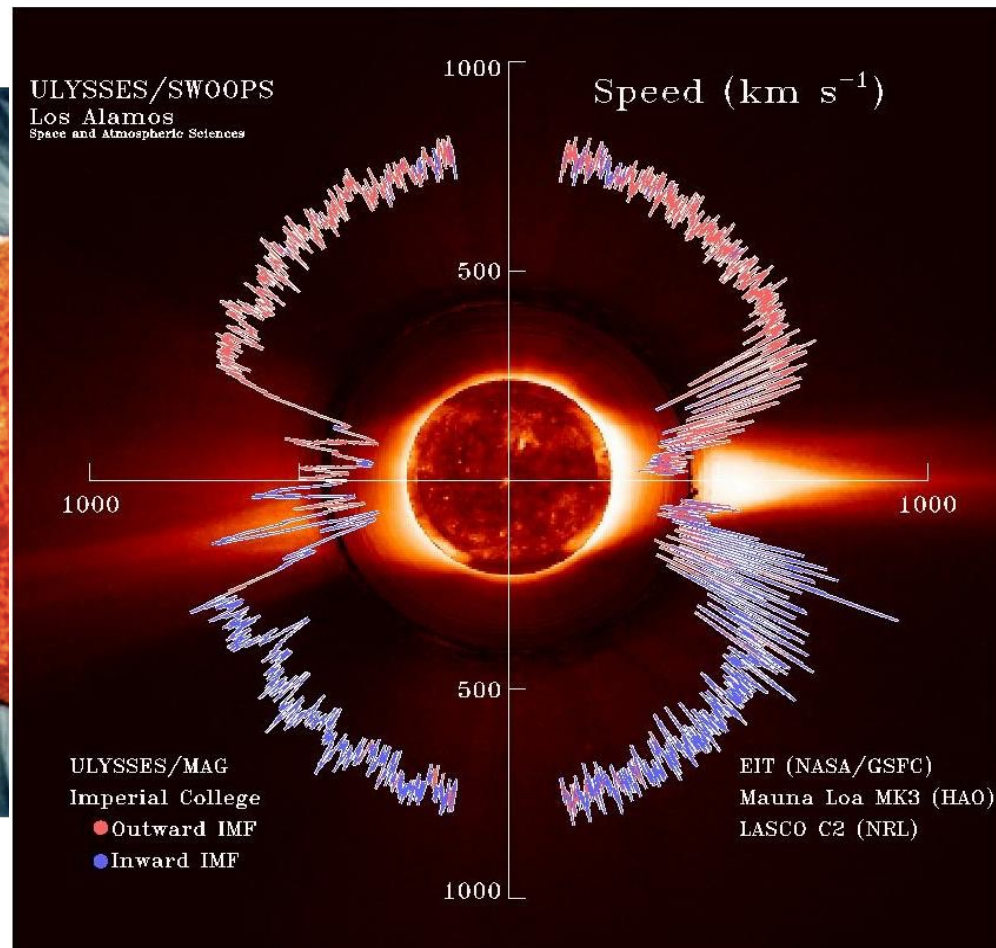 ULYSSES/SWOOPS
Los Alamos
Space and Atmospheric Sciences
Speed (km s⁻¹)
1000
500
1000
1000
500
1000
ULYSSES/MAG
Imperial College
Outward IMF
Inward IMF
EIT (NASA/GSFC)
Mauna Loa MK3 (HAO)
LASCO C2 (NRL)